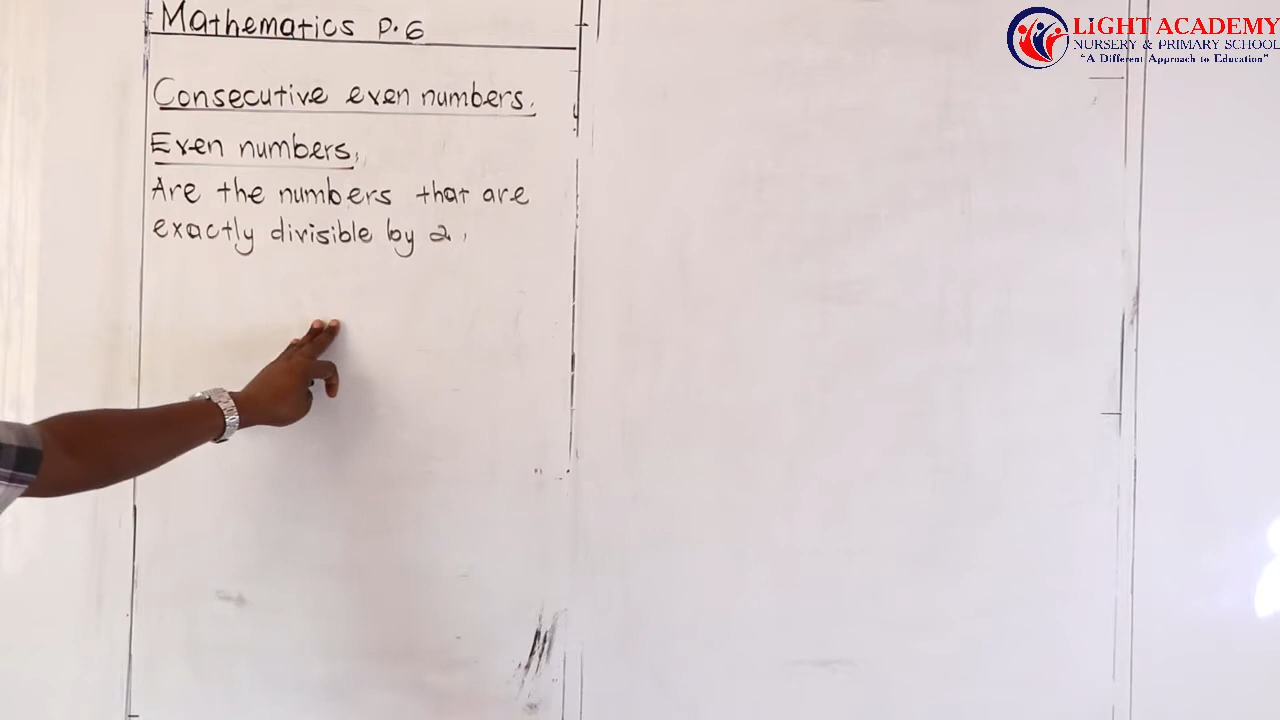 Mathematics P.6
Consecutive even numbers.
Even numbers,
Are the numbers that are
exactly divisible by 2,
LIGHT ACADEMY
NURSERY & PRIMARY SCHOOL
"A Different Approach to Education"